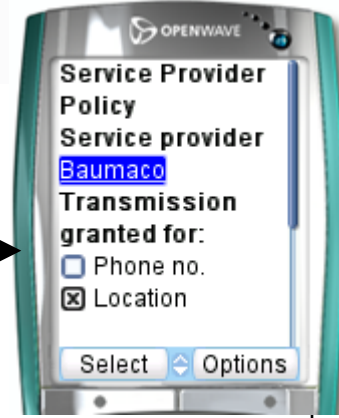 OPENWAVE
Service Provider
Policy
Service provider
Baumaco
Transmission
granted for:
Phone no.
Location
Select Options